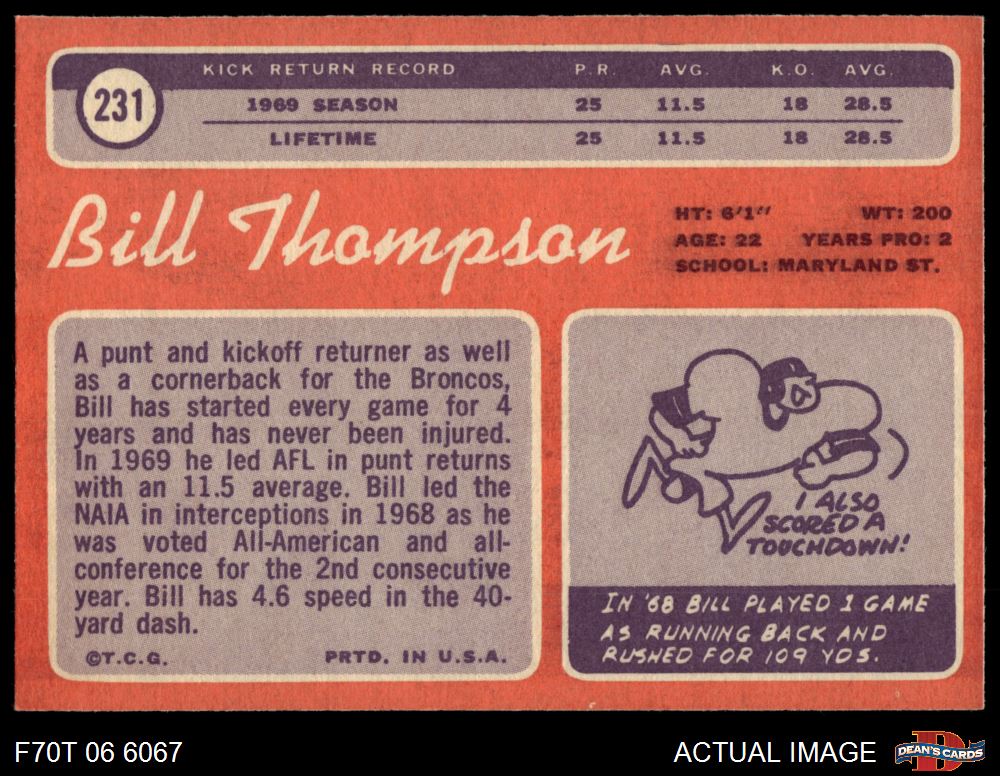 KICK RETURN RECORD P.R. AVG. K.O. AVG.
231
1969 SEASON 25 11.5 18 28.5
LIFETIME 25 11.5 18 28.5
Bill Thompson
HT: 6'1" WT: 200
AGE: 22 YEARS PRO: 2
SCHOOL: MARYLAND ST.
A punt and kickoff returner as well
as a cornerback for the Broncos,
Bill has started every game for 4
years and has never been injured.
In 1969 he led AFL in punt returns
with an 11.5 average. Bill led the
NAIA in interceptions in 1968 as he
was voted All-American and all-
conference for the 2nd consecutive
year. Bill has 4.6 speed in the 40-
yard dash.
©T.C.G. PRTD. IN U.S.A.
I ALSO
SCORED A
TOUCHDOWN!
IN '68 BILL PLAYED 1 GAME
AS RUNNING BACK AND
RUSHED FOR 109 YDS.
F70T 06 6067 ACTUAL IMAGE DEAN'S CARDS